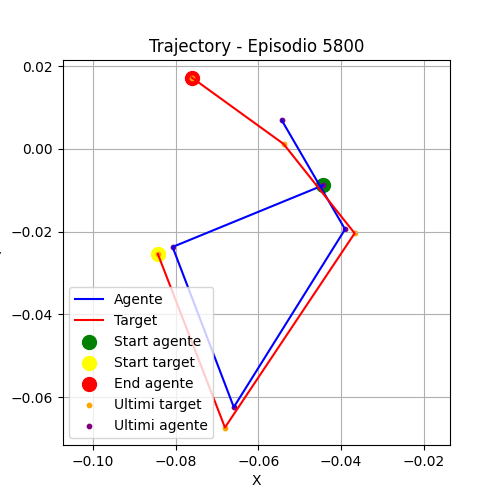 Trajectory - Episodio 5800
0.02
0.00
−0.02
−0.04
−0.06
−0.10
−0.08
−0.06
−0.04
−0.02
X
Agente
Target
Start agente
Start target
End agente
Ultimi target
Ultimi agente